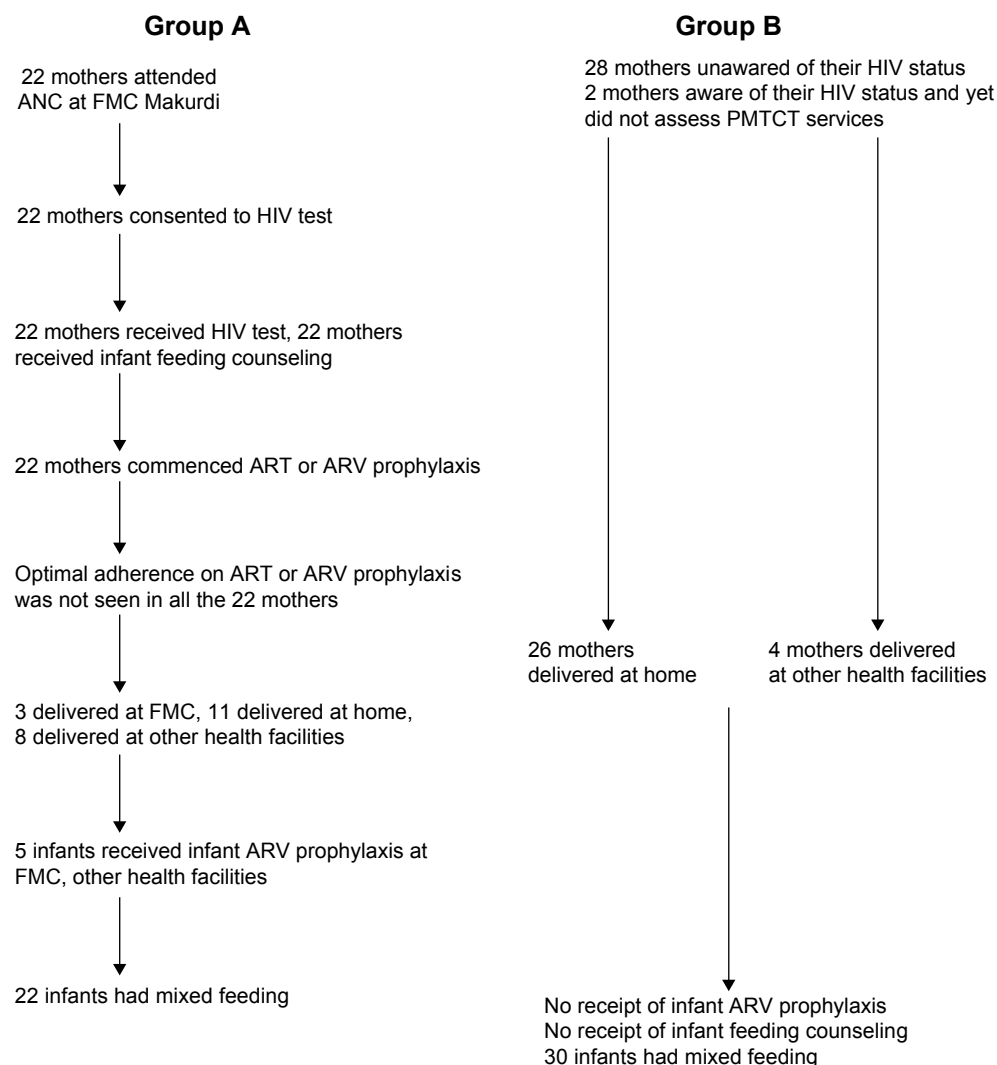 Group A
22 mothers attended
ANC at FMC Makurdi
22 mothers consented to HIV test
22 mothers received HIV test, 22 mothers
received infant feeding counseling
22 mothers commenced ART or ARV prophylaxis
Optimal adherence on ART or ARV prophylaxis
was not seen in all the 22 mothers
3 delivered at FMC, 11 delivered at home,
8 delivered at other health facilities
5 infants received infant ARV prophylaxis at
FMC, other health facilities
22 infants had mixed feeding
Group B
28 mothers unawared of their HIV status
2 mothers aware of their HIV status and yet
did not assess PMTCT services
26 mothers
delivered at home
4 mothers delivered
at other health facilities
No receipt of infant ARV prophylaxis
No receipt of infant feeding counseling
30 infants had mixed feeding